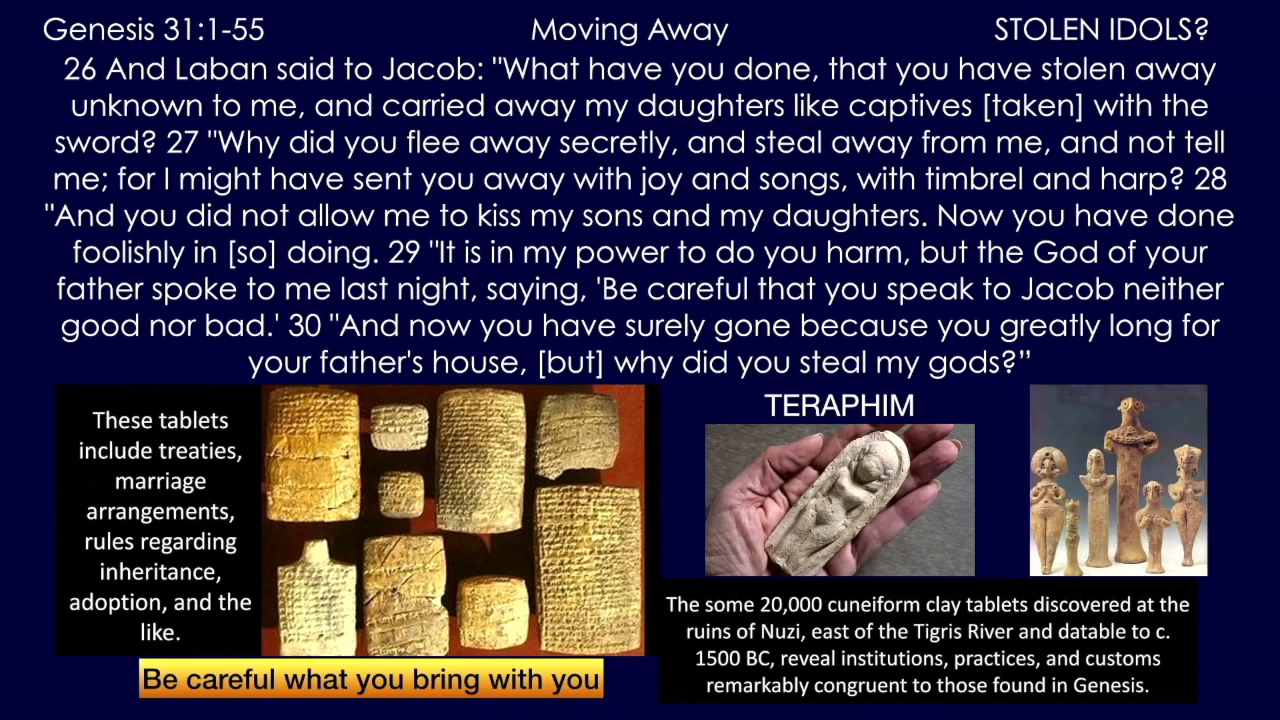 Genesis 31:1-55 Moving Away STOLEN IDOLS?
26 And Laban said to Jacob: "What have you done, that you have stolen away
unknown to me, and carried away my daughters like captives [taken] with the
sword? 27 "Why did you flee away secretly, and steal away from me, and not tell
me; for I might have sent you away with joy and songs, with timbrel and harp? 28
"And you did not allow me to kiss my sons and my daughters. Now you have done
foolishly in [so] doing. 29 "It is in my power to do you harm, but the God of your
father spoke to me last night, saying, 'Be careful that you speak to Jacob neither
good nor bad.' 30 "And now you have surely gone because you greatly long for
your father's house, [but] why did you steal my gods?”
These tablets
include treaties,
marriage
arrangements,
rules regarding
inheritance,
adoption, and the
like.
TERAPHIM
The some 20,000 cuneiform clay tablets discovered at the
ruins of Nuzi, east of the Tigris River and datable to c.
1500 BC, reveal institutions, practices, and customs
remarkably congruent to those found in Genesis.
Be careful what you bring with you